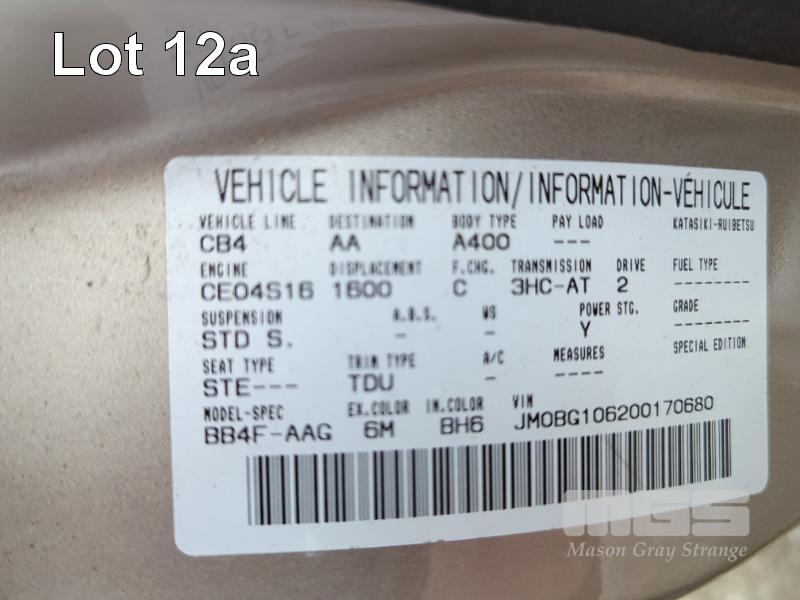 Lot 12a
VEHICLE INFORMATION/INFORMATION-VÉHICULE
VEHICLE LINE DESTINATION BODY TYPE PAY LOAD KATASIKI-RUIBETSU
CB4 AA A400 ---
ENGINE DISPLACEMENT F.CHG. TRANSMISSION DRIVE FUEL TYPE
CE04S16 1600 C 3HC-AT 2 ---------
SUSPENSION A.B.S. WS POWER STG. GRADE
STD S. - - Y ---------
SEAT TYPE TRIM TYPE A/C MEASURES SPECIAL EDITION
STE--- TDU - --------
MODEL-SPEC EX.COLOR IN.COLOR VIN
BB4F-AAG 6M BH6 JM0BG106200170680
MGS
Mason Gray Strange